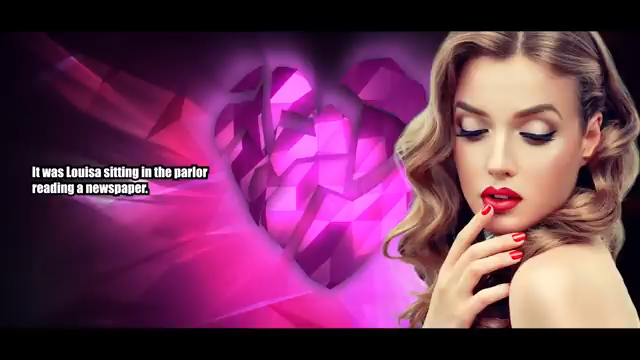 It was Louisa sitting in the parlor
reading a newspaper.